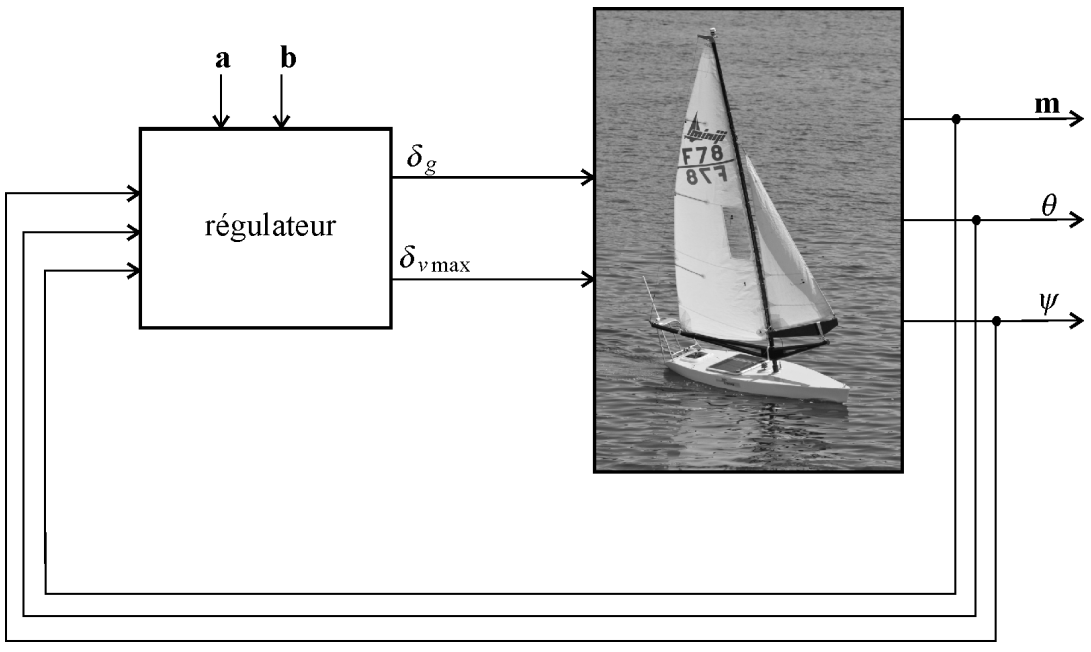 a b
régulateur
δg
δv max
F78
F78
m
θ
ψ